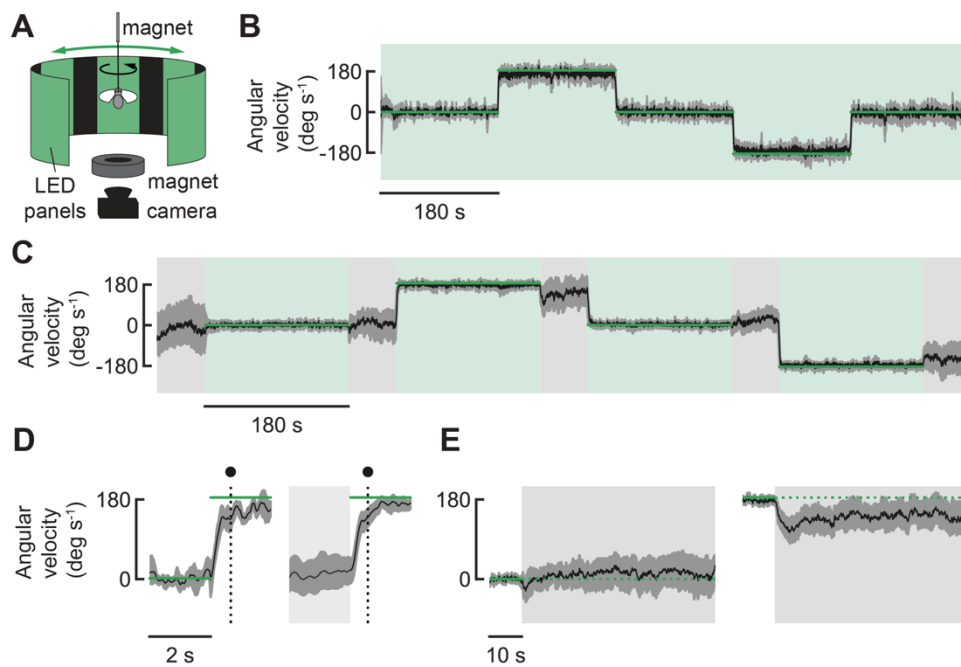 A
magnet
LED
panels
magnet
camera
B
Angular
velocity
(deg s⁻¹)
180
0
-180
180 s
C
Angular
velocity
(deg s⁻¹)
180
0
-180
180 s
D
Angular
velocity
(deg s⁻¹)
180
0
2 s
E
180
0
10 s